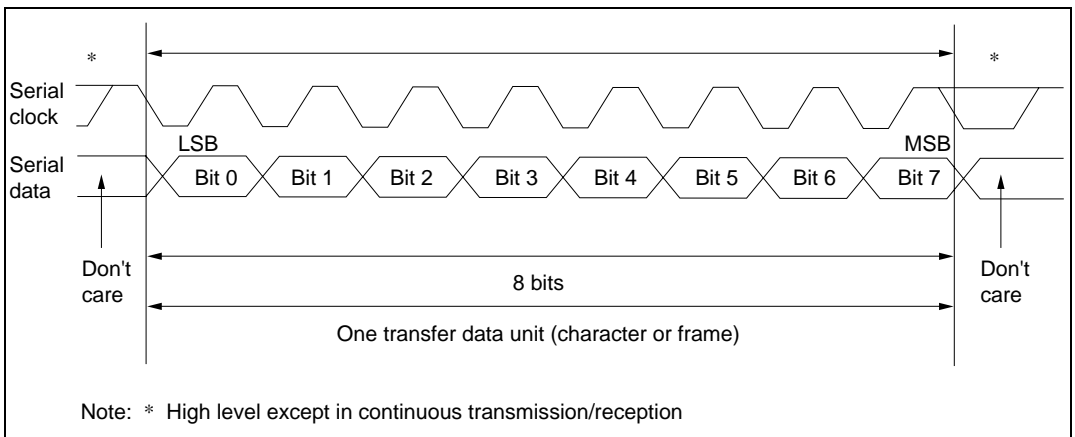 * *
Serial
clock
LSB MSB
Serial
data
Bit 0 Bit 1 Bit 2 Bit 3 Bit 4 Bit 5 Bit 6 Bit 7
Don't
care
8 bits
Don't
care
One transfer data unit (character or frame)
Note: * High level except in continuous transmission/reception